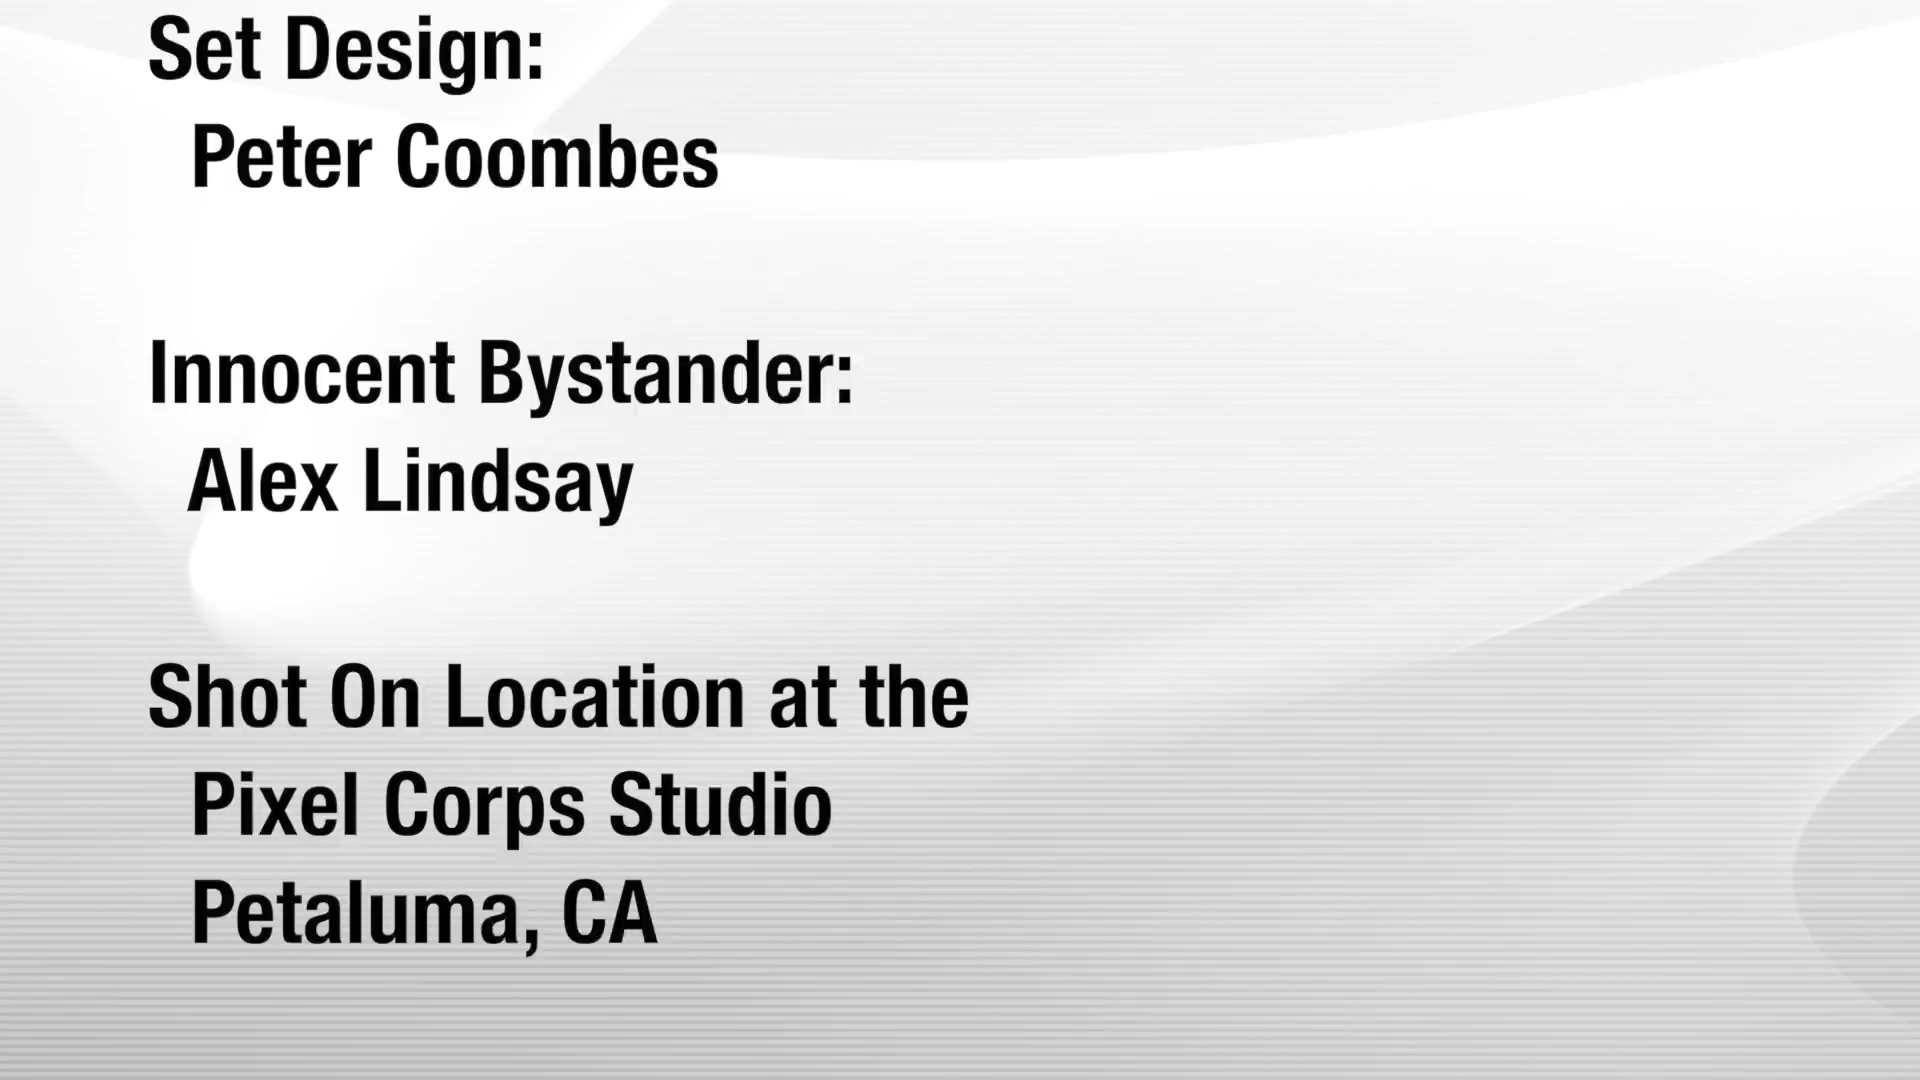 Set Design:
Peter Coombes
Innocent Bystander:
Alex Lindsay
Shot On Location at the
Pixel Corps Studio
Petaluma, CA